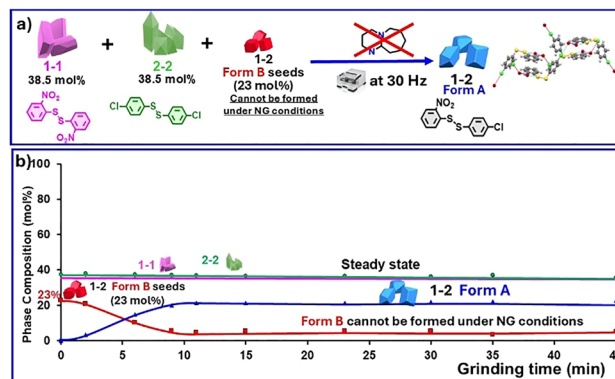 a)
1-1
38.5 mol%
+
2-2
38.5 mol%
+
1-2
Form B seeds
(23 mol%)
Cannot be formed
under NG conditions
N
N
at 30 Hz
1-2
Form A
NO2
S
S
O2N
Cl
S
S
Cl
NO2
S
S
Cl
b)
Phase Composition (mol%)
100
80
60
40
20
0
23%
1-1
2-2
Steady state
1-2 Form B seeds
(23 mol%)
1-2 Form A
Form B cannot be formed under NG conditions
0
5
10
15
20
25
30
35
40
Grinding time (min)